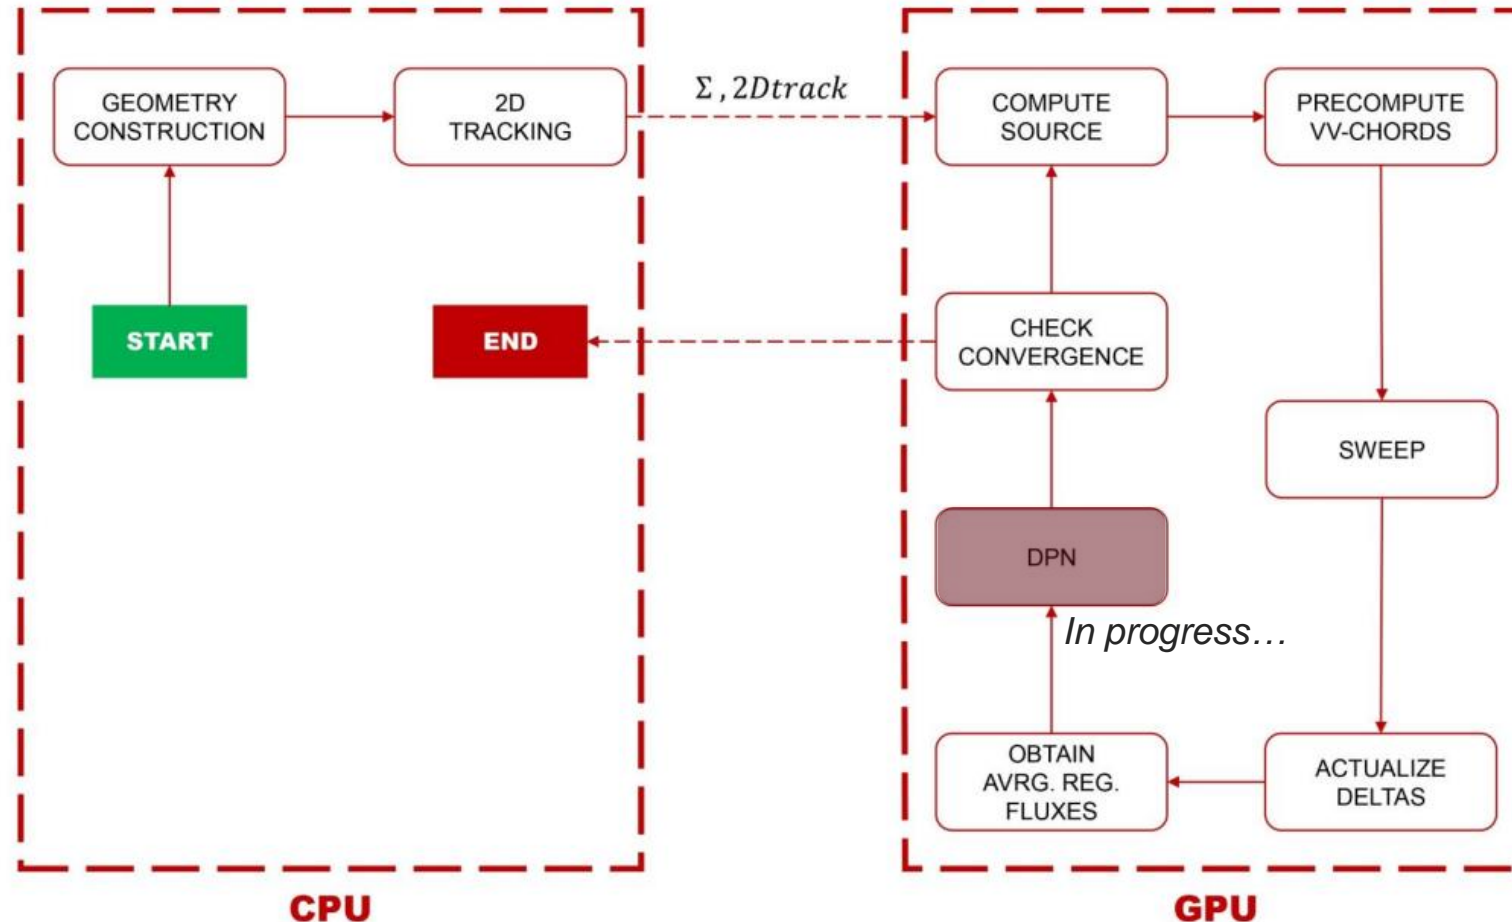 GEOMETRY
CONSTRUCTION
2D
TRACKING
Σ , 2Dtrack
COMPUTE
SOURCE
PRECOMPUTE
VV-CHORDS
START
END
CHECK
CONVERGENCE
SWEEP
DPN
In progress…
OBTAIN
AVRG. REG.
FLUXES
ACTUALIZE
DELTAS
CPU
GPU